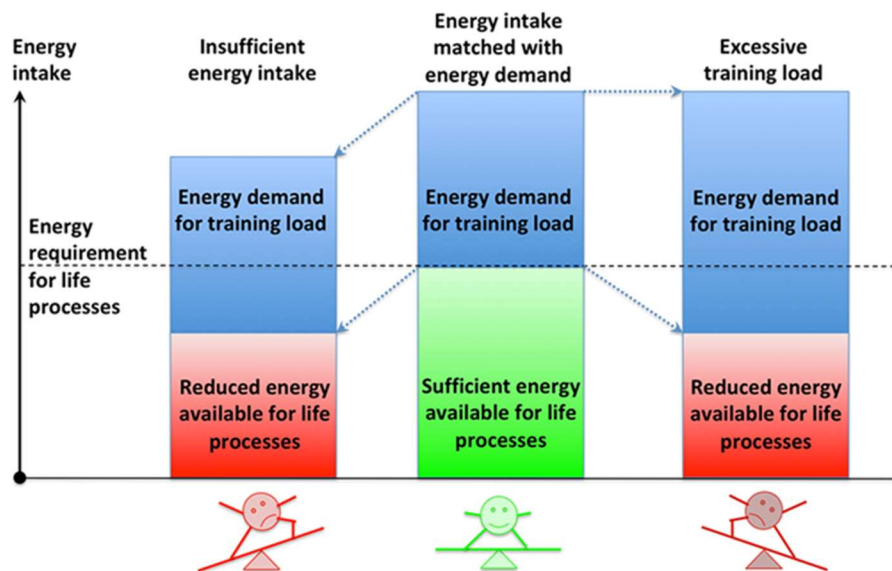 Energy
intake
Insufficient
energy intake
Energy intake
matched with
energy demand
Excessive
training load
Energy
requirement
for life
processes
Energy demand
for training load
Reduced energy
available for life
processes
Energy demand
for training load
Sufficient energy
available for life
processes
Energy demand
for training load
Reduced energy
available for life
processes